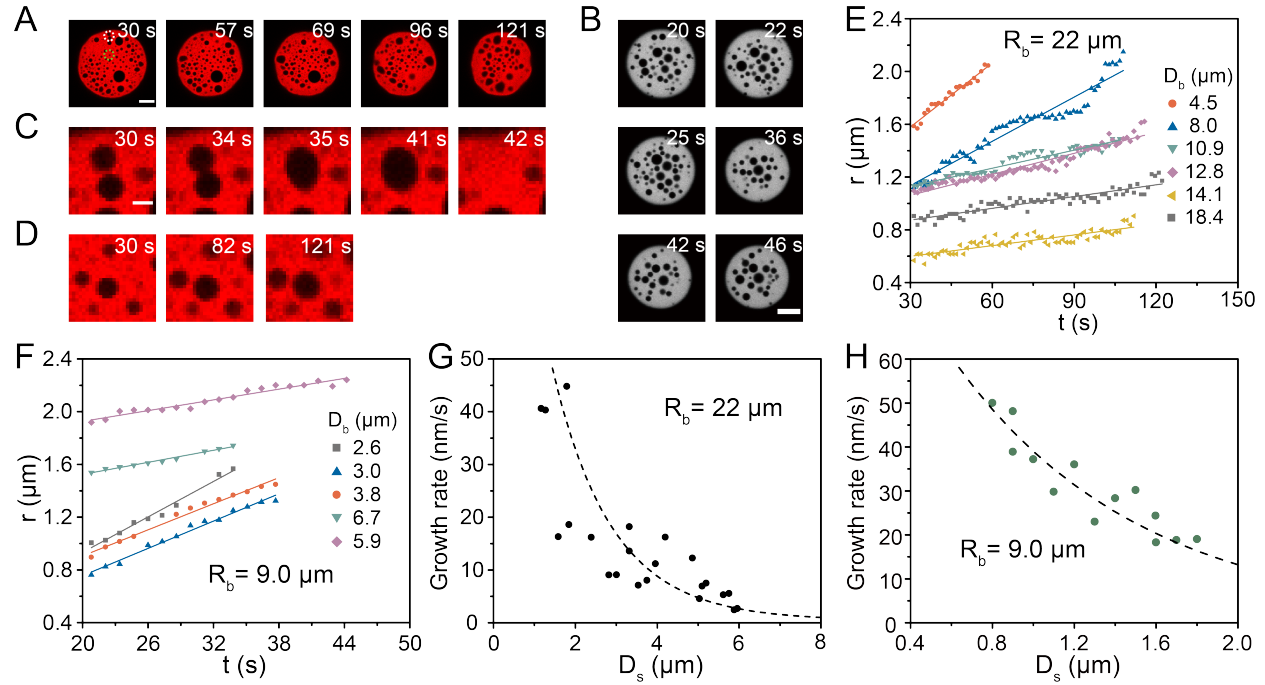 A
30 s
57 s
69 s
96 s
121 s
B
20 s
22 s
25 s
36 s
42 s
46 s
C
30 s
34 s
35 s
41 s
42 s
D
30 s
82 s
121 s
E
2.4
2.0
1.6
1.2
0.8
0.4
r (µm)
R_b= 22 µm
D_b (µm)
4.5
8.0
10.9
12.8
14.1
18.4
30
60
90
120
150
t (s)
F
2.4
2.0
1.6
1.2
0.8
0.4
r (µm)
D_b (µm)
2.6
3.0
3.8
6.7
5.9
R_b= 9.0 µm
20
26
32
38
44
50
t (s)
G
50
40
30
20
10
0
Growth rate (nm/s)
R_b= 22 µm
0
2
4
6
8
D_s (µm)
H
60
50
40
30
20
10
0
Growth rate (nm/s)
R_b= 9.0 µm
0.4
0.8
1.2
1.6
2.0
D_s (µm)